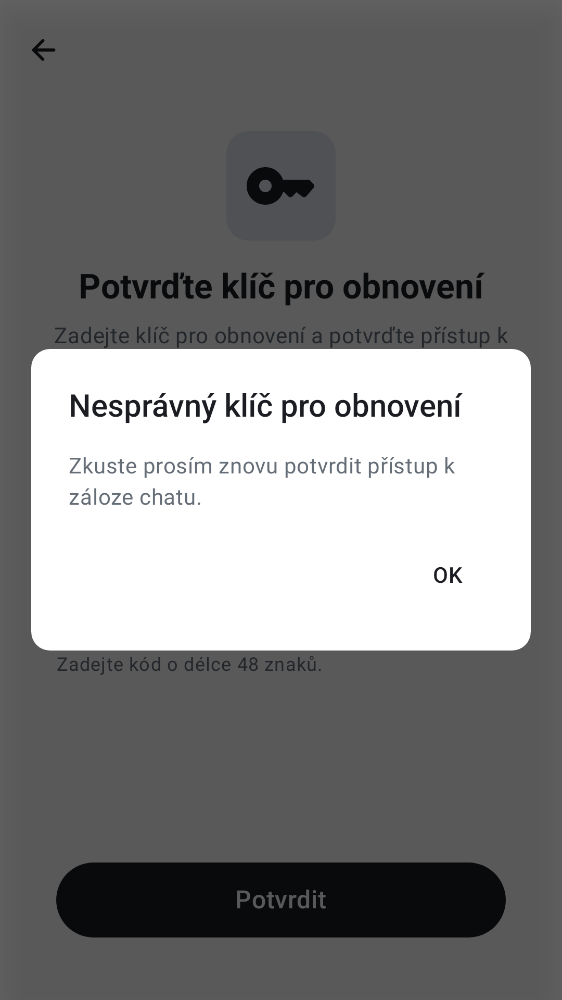 Potvrďte klíč pro obnovení
Zadejte klíč pro obnovení a potvrďte přístup k
Nesprávný klíč pro obnovení
Zkuste prosím znovu potvrdit přístup k
záloze chatu.
OK
Zadejte kód o délce 48 znaků.
Potvrdit